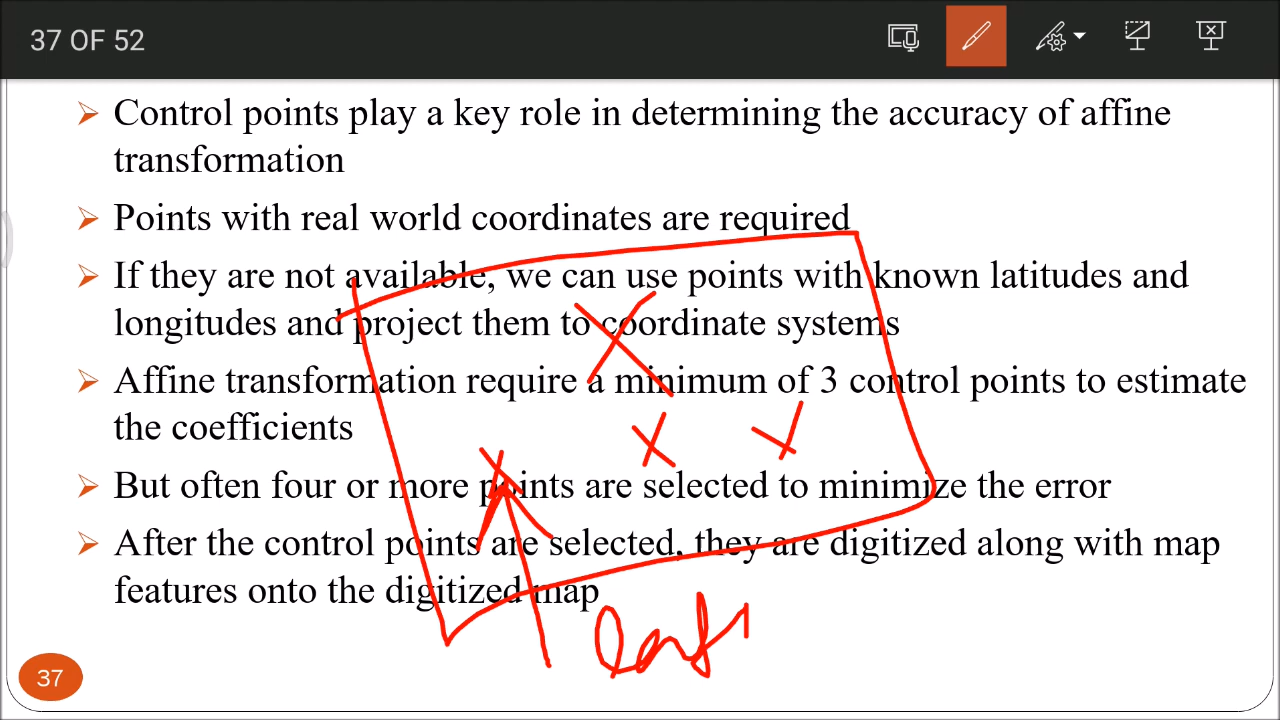 37 OF 52
Control points play a key role in determining the accuracy of affine
transformation
Points with real world coordinates are required
If they are not available, we can use points with known latitudes and
longitudes and project them to coordinate systems
Affine transformation require a minimum of 3 control points to estimate
the coefficients
But often four or more points are selected to minimize the error
After the control points are selected, they are digitized along with map
features onto the digitized map
37